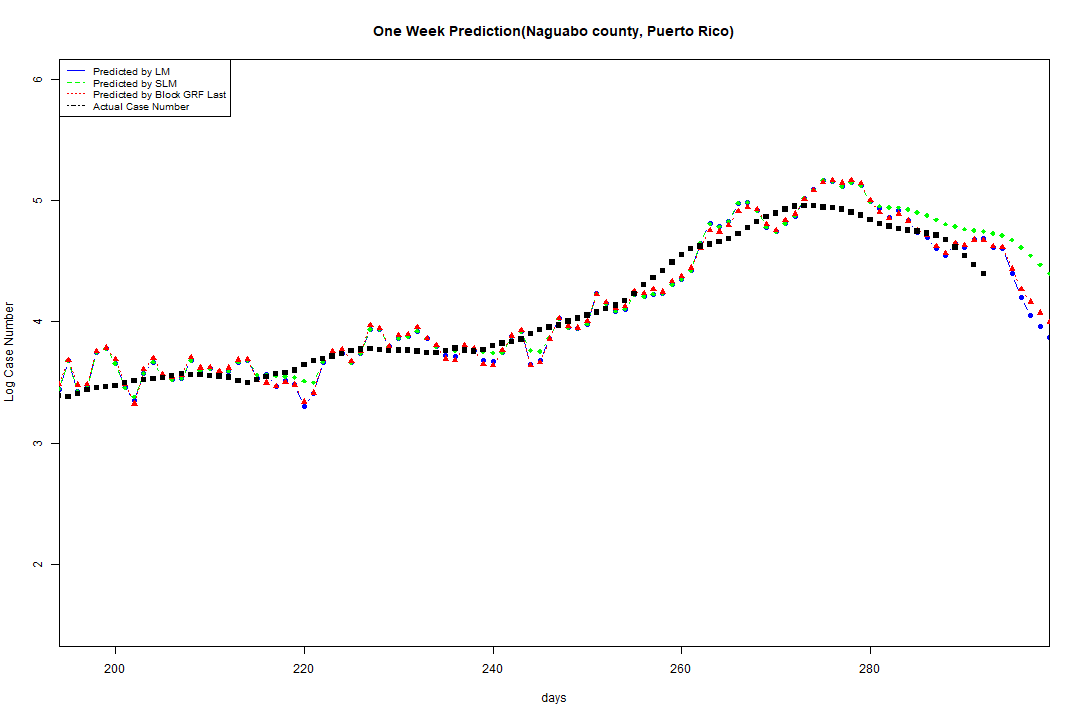 One Week Prediction(Naguabo county, Puerto Rico)
Predicted by LM
Predicted by SLM
Predicted by Block GRF Last
Actual Case Number
6
5
4
3
2
Log Case Number
200 220 240 260 280
days